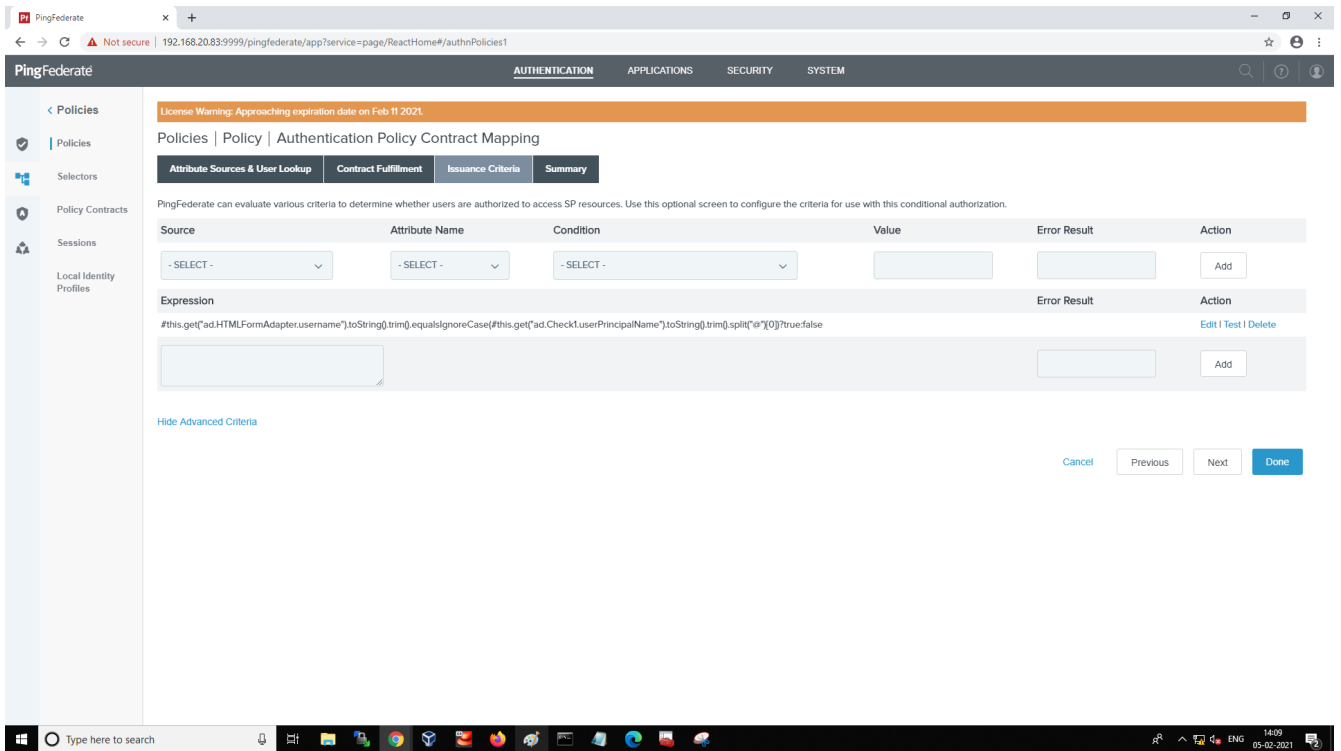 Pr PingFederate
Not secure 192.168.20.83:9999/pingfederate/app?service=page/ReactHome#/authnPolicies1
PingFederate AUTHENTICATION APPLICATIONS SECURITY SYSTEM
Policies
Policies
Selectors
Policy Contracts
Sessions
Local Identity
Profiles
License Warning: Approaching expiration date on Feb 11 2021.
Policies | Policy | Authentication Policy Contract Mapping
Attribute Sources & User Lookup Contract Fulfillment Issuance Criteria Summary
PingFederate can evaluate various criteria to determine whether users are authorized to access SP resources. Use this optional screen to configure the criteria for use with this conditional authorization.
Source Attribute Name Condition Value Error Result Action
- SELECT - - SELECT - - SELECT - Add
Expression Error Result Action
#this.get("ad.HTMLFormAdapter.username").toString().trim().equalsIgnoreCase(#this.get("ad.Check1.userPrincipalName").toString().trim().split("@")[0])?true:false Edit | Test | Delete
Add
Hide Advanced Criteria
Cancel Previous Next Done
Type here to search
ENG
14:09
05-02-2021
2